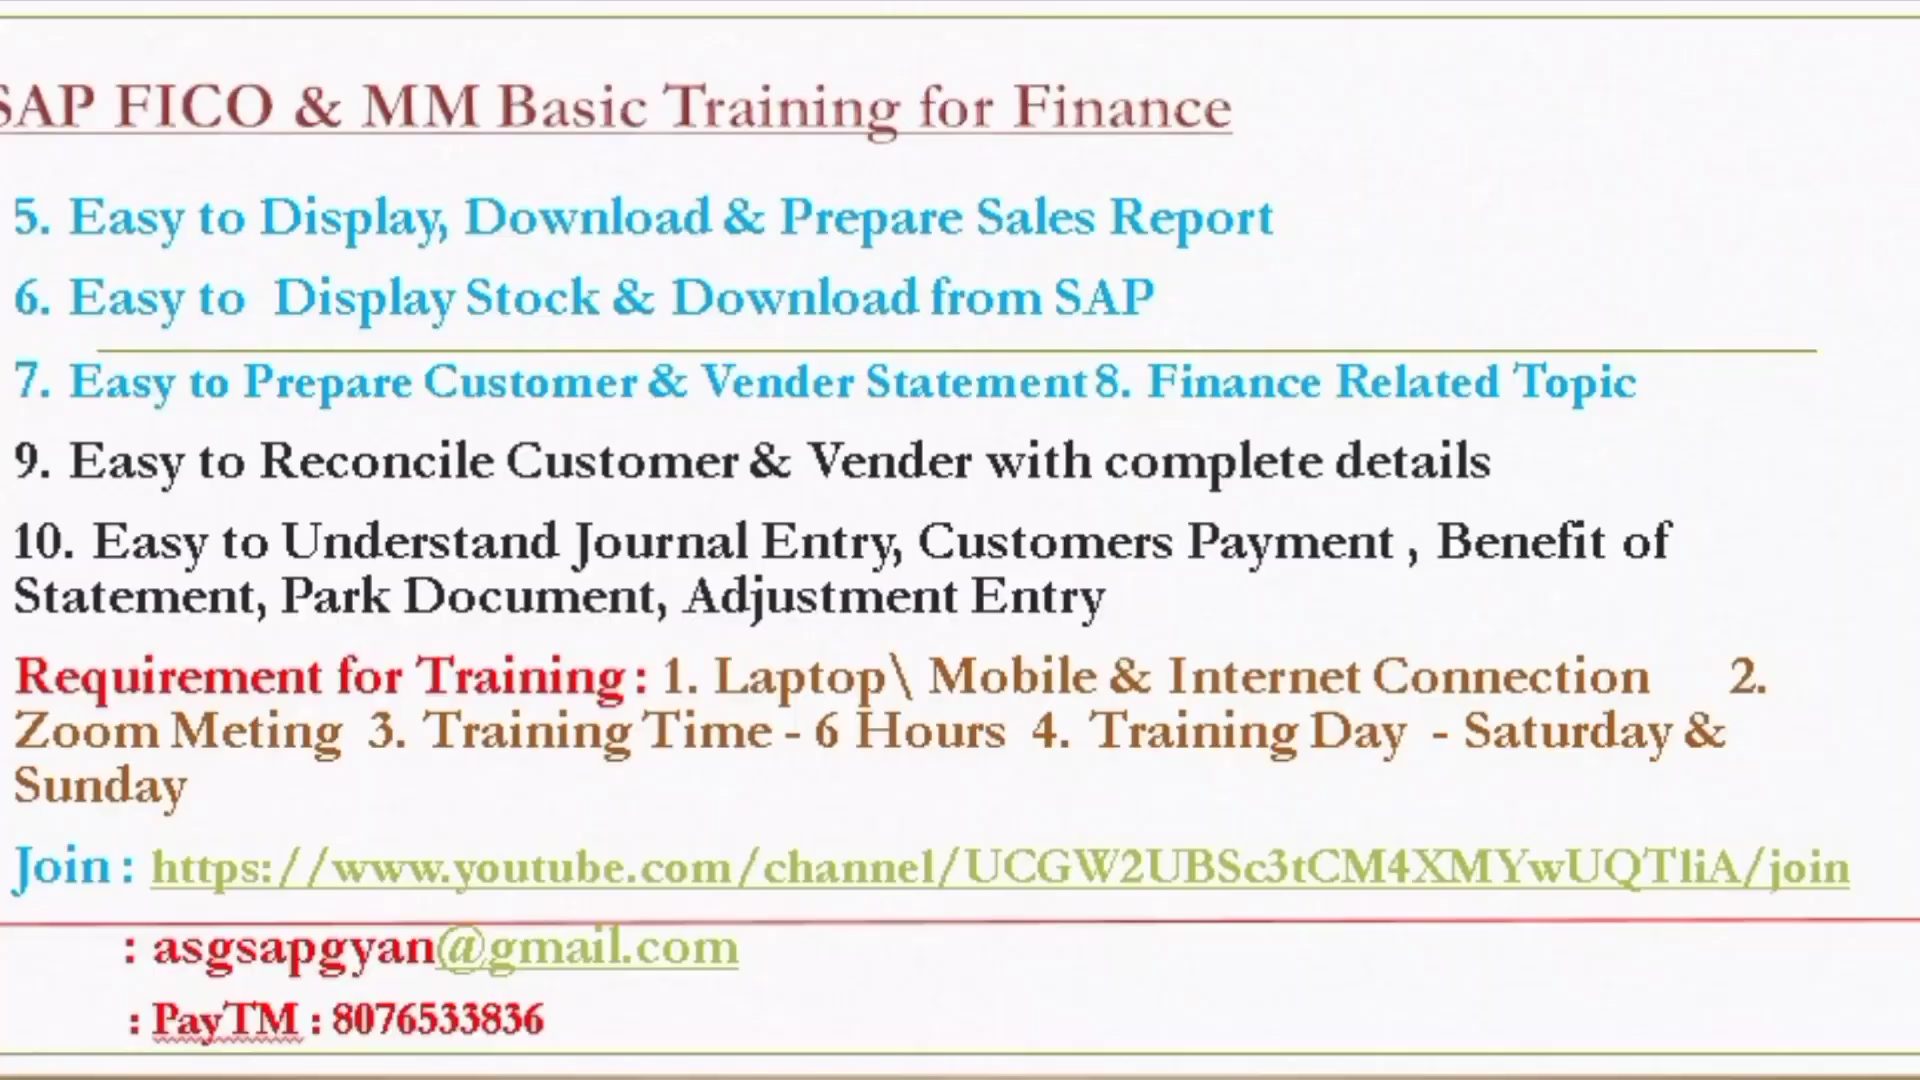 SAP FICO & MM Basic Training for Finance
5. Easy to Display, Download & Prepare Sales Report
6. Easy to Display Stock & Download from SAP
7. Easy to Prepare Customer & Vender Statement 8. Finance Related Topic
9. Easy to Reconcile Customer & Vender with complete details
10. Easy to Understand Journal Entry, Customers Payment , Benefit of
Statement, Park Document, Adjustment Entry
Requirement for Training : 1. Laptop\ Mobile & Internet Connection 2.
Zoom Meting 3. Training Time - 6 Hours 4. Training Day - Saturday &
Sunday
Join : https://www.youtube.com/channel/UCGW2UBSc3tCM4XMYwUQTliA/join
: asgsapgyan@gmail.com
: PayTM : 8076533836